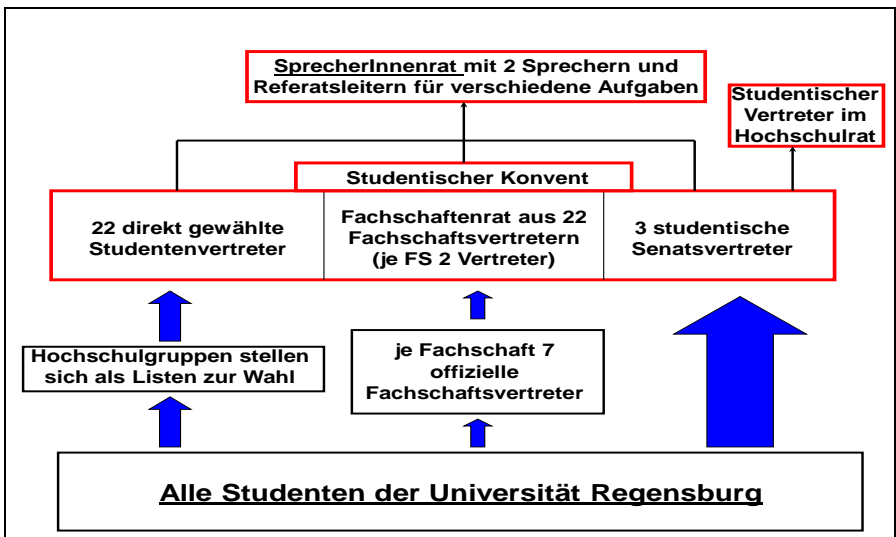 SprecherInnenrat mit 2 Sprechern und
Referatsleitern für verschiedene Aufgaben
Studentischer
Vertreter im
Hochschulrat
Studentischer Konvent
22 direkt gewählte
Studentenvertreter
Fachschaftenrat aus 22
Fachschaftsvertretern
(je FS 2 Vertreter)
3 studentische
Senatsvertreter
Hochschulgruppen stellen
sich als Listen zur Wahl
je Fachschaft 7
offizielle
Fachschaftsvertreter
Alle Studenten der Universität Regensburg